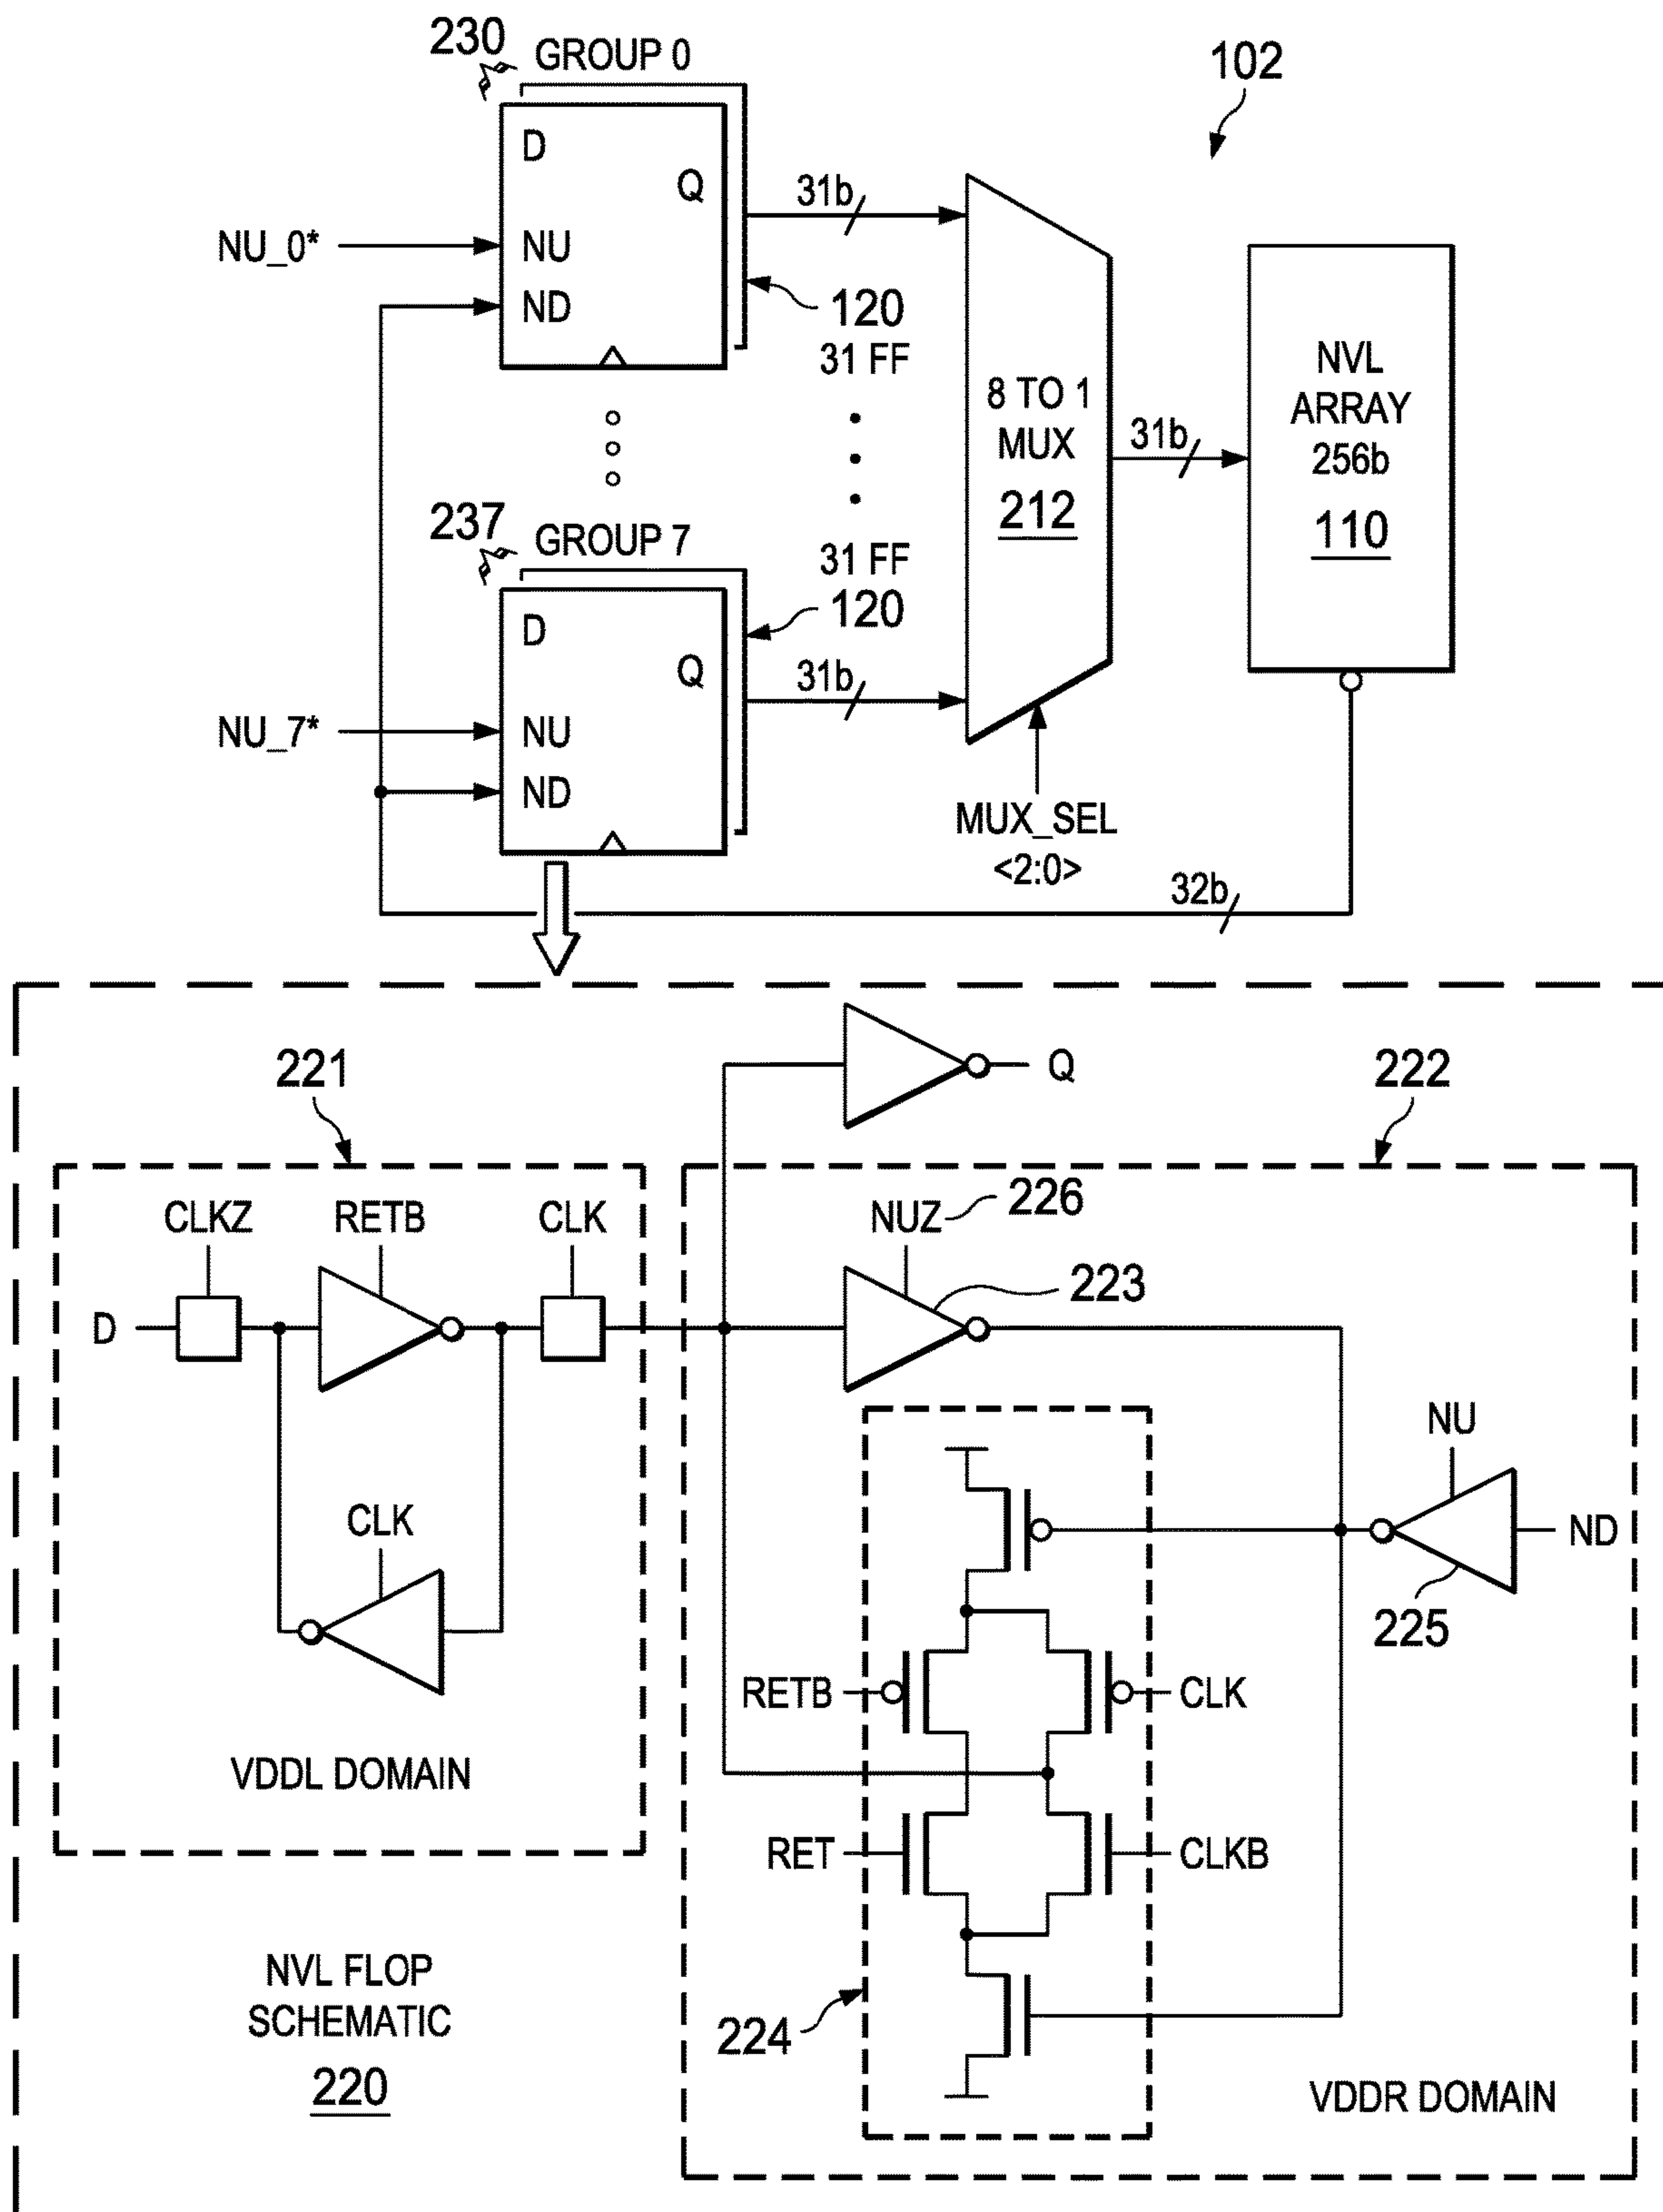 230
GROUP 0
102
D
Q
31b
NU_0*
NU
ND
120
31 FF
8 TO 1
MUX
212
31b
NVL
ARRAY
256b
110
237
GROUP 7
31 FF
120
D
Q
31b
NU_7*
NU
ND
MUX_SEL
<2:0>
32b
221
Q
222
CLKZ
RETB
CLK
NUZ
226
D
223
NU
CLK
ND
225
RETB
CLK
VDDL DOMAIN
RET
CLKB
NVL FLOP
SCHEMATIC
220
224
VDDR DOMAIN